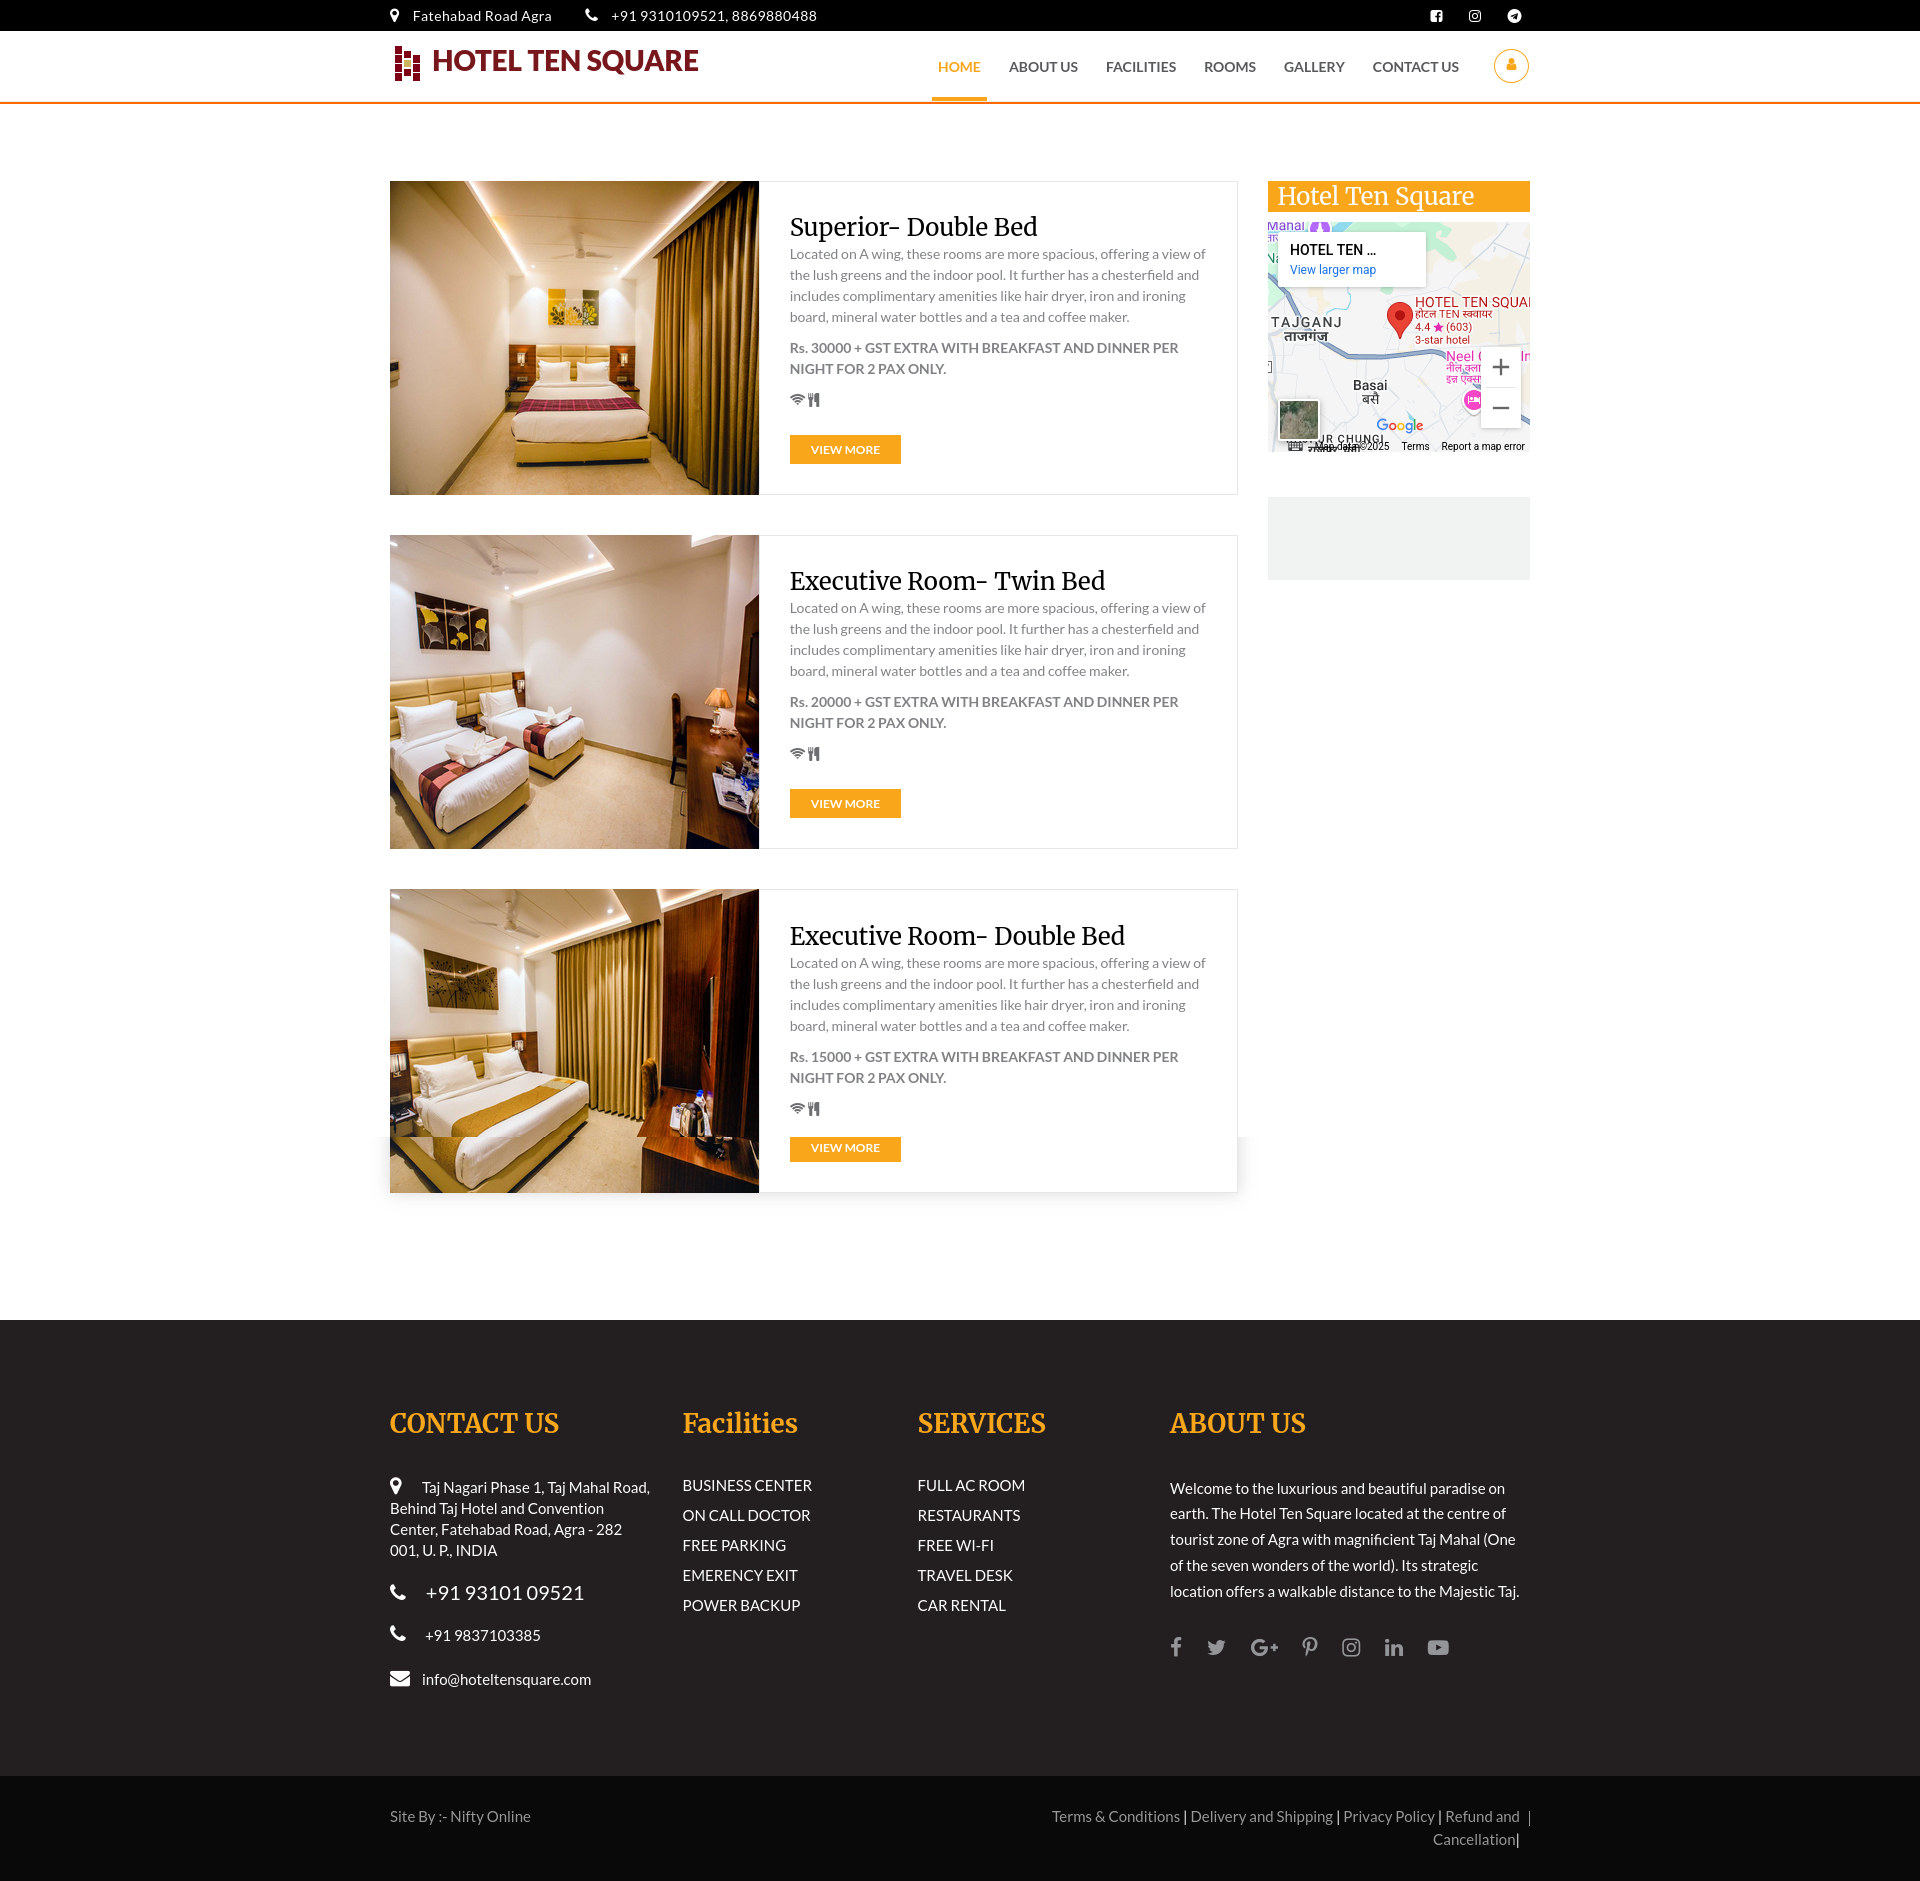 Fatehabad Road Agra
+91 9310109521, 8869880488
HOTEL TEN SQUARE
HOME
ABOUT US
FACILITIES
ROOMS
GALLERY
CONTACT US
Superior- Double Bed
Located on A wing, these rooms are more spacious, offering a view of
the lush greens and the indoor pool. It further has a chesterfield and
includes complimentary amenities like hair dryer, iron and ironing
board, mineral water bottles and a tea and coffee maker.
Rs. 30000 + GST EXTRA WITH BREAKFAST AND DINNER PER
NIGHT FOR 2 PAX ONLY.
VIEW MORE
Executive Room- Twin Bed
Located on A wing, these rooms are more spacious, offering a view of
the lush greens and the indoor pool. It further has a chesterfield and
includes complimentary amenities like hair dryer, iron and ironing
board, mineral water bottles and a tea and coffee maker.
Rs. 20000 + GST EXTRA WITH BREAKFAST AND DINNER PER
NIGHT FOR 2 PAX ONLY.
VIEW MORE
Executive Room- Double Bed
Located on A wing, these rooms are more spacious, offering a view of
the lush greens and the indoor pool. It further has a chesterfield and
includes complimentary amenities like hair dryer, iron and ironing
board, mineral water bottles and a tea and coffee maker.
Rs. 15000 + GST EXTRA WITH BREAKFAST AND DINNER PER
NIGHT FOR 2 PAX ONLY.
VIEW MORE
Hotel Ten Square
Mahal
HOTEL TEN ...
View larger map
HOTEL TEN SQUAR
होटल TEN स्क्वायर
4.4 ★ (603)
3-star hotel
TAJGANJ
ताजगंज
Neel
Basai
बसै
Google
UR CHUNGI
Map data ©2025
Terms
Report a map error
CONTACT US
Taj Nagari Phase 1, Taj Mahal Road,
Behind Taj Hotel and Convention
Center, Fatehabad Road, Agra - 282
001, U. P., INDIA
+91 93101 09521
+91 9837103385
info@hoteltensquare.com
Facilities
BUSINESS CENTER
ON CALL DOCTOR
FREE PARKING
EMERENCY EXIT
POWER BACKUP
SERVICES
FULL AC ROOM
RESTAURANTS
FREE WI-FI
TRAVEL DESK
CAR RENTAL
ABOUT US
Welcome to the luxurious and beautiful paradise on
earth. The Hotel Ten Square located at the centre of
tourist zone of Agra with magnificient Taj Mahal (One
of the seven wonders of the world). Its strategic
location offers a walkable distance to the Majestic Taj.
Site By :- Nifty Online
Terms & Conditions | Delivery and Shipping | Privacy Policy | Refund and |
Cancellation|